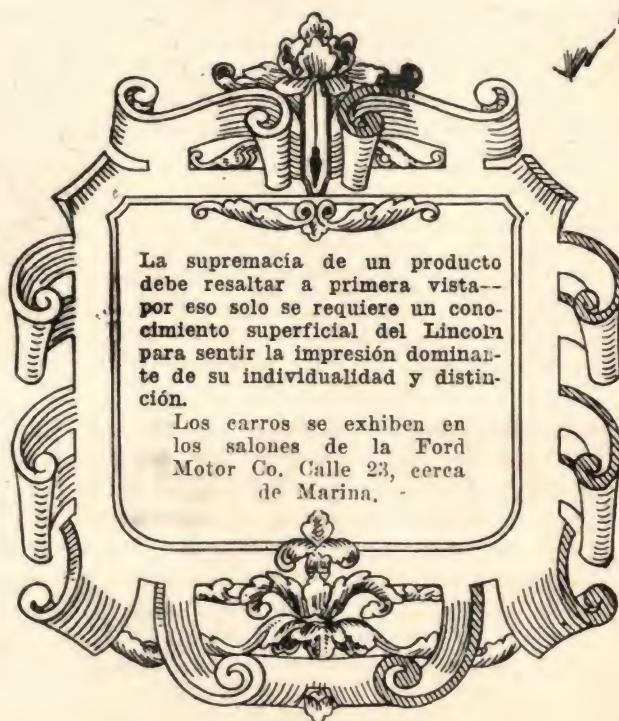 La supremacía de un producto
debe resaltar a primera vista--
por eso solo se requiere un cono-
cimiento superficial del Lincoln
para sentir la impresión dominan-
te de su individualidad y distin-
ción.
Los carros se exhiben en
los salones de la Ford
Motor Co. Calle 23, cerca
de Marina.